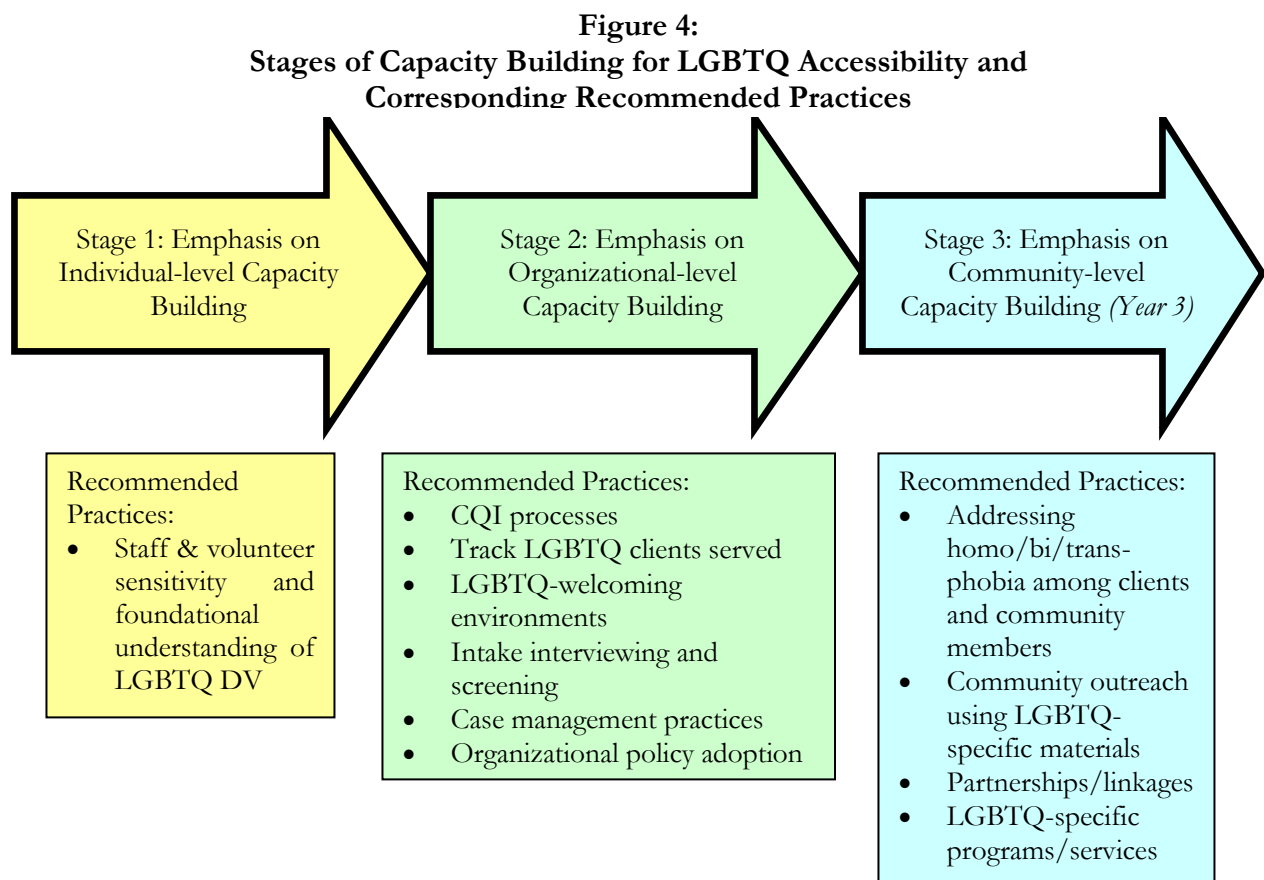 Figure 4:
Stages of Capacity Building for LGBTQ Accessibility and
Corresponding Recommended Practices
Stage 1: Emphasis on
Individual-level Capacity
Building
Stage 2: Emphasis on
Organizational-level
Capacity Building
Stage 3: Emphasis on
Community-level
Capacity Building (Year 3)
Recommended
Practices:
• Staff & volunteer
sensitivity and
foundational
understanding of
LGBTQ DV
Recommended Practices:
• CQI processes
• Track LGBTQ clients served
• LGBTQ-welcoming
environments
• Intake interviewing and
screening
• Case management practices
• Organizational policy adoption
Recommended Practices:
• Addressing
homo/bi/trans-
phobia among clients
and community
members
• Community outreach
using LGBTQ-
specific materials
• Partnerships/linkages
• LGBTQ-specific
programs/services